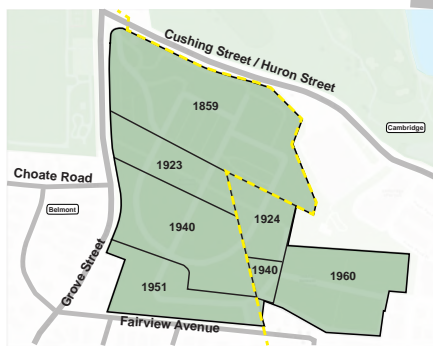 Cushing Street / Huron Street
1859
Cambridge
1923
Choate Road
Belmont
1924
1940
1940
1960
Grove Street
1951
Fairview Avenue